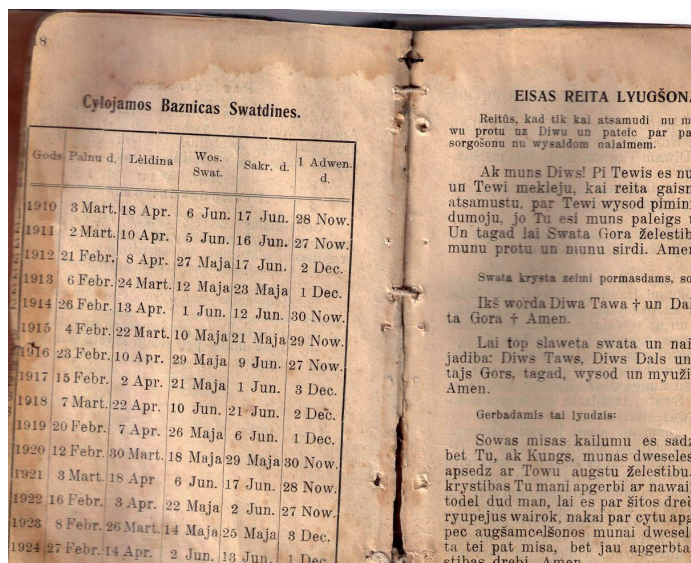 18
Cylojamos Baznicas Swatdines.
Gods Palnu d. Lèldina Wos. Swat. Sakr. d. 1 Adwen. d.
1910 3 Mart. 18 Apr. 6 Jun. 17 Jun. 28 Now.
1911 2 Mart. 10 Apr. 5 Jun. 16 Jun. 27 Now.
1912 21 Febr. 8 Apr. 27 Maja 17 Jun. 2 Dec.
1913 6 Febr. 24 Mart. 12 Maja 23 Maja 1 Dec.
1914 26 Febr. 13 Apr. 1 Jun. 12 Jun. 30 Now.
1915 4 Febr. 22 Mart. 10 Maja 21 Maja 29 Now.
1916 23 Febr. 10 Apr. 29 Maja 9 Jun. 27 Now.
1917 15 Febr. 2 Apr. 21 Maja 1 Jun. 3 Dec.
1918 7 Mart. 22 Apr. 10 Jun. 21 Jun. 2 Dec.
1919 20 Febr. 7 Apr. 26 Maja 6 Jun. 1 Dec.
1920 12 Febr. 30 Mart. 18 Maja 29 Maja 30 Now.
1921 3 Mart. 18 Apr 6 Jun. 17 Jun. 28 Now.
1922 16 Febr. 3 Apr. 22 Maja 2 Jun. 27 Now.
1923 8 Febr. 26 Mart. 14 Maja 25 Maja 3 Dec.
1924 27 Febr. 14 Apr. 2 Jun. 13 Jun. 1 Dec.
EISAS REITA LYUGŠON
Reitûs, kad tik kai atsamudi nu m
wu protu uz Diwu un pateic par pa
sorgošonu nu wysaidom nalaimem.
Ak muns Diws! Pi Tewis es nu
un Tewi mekleju, kai reita gaisn
atsamustu, par Tewi wysod pimini
dumoju, jo Tu esi muns paleigs
Un tagad lai Swata Gora želestib
munu protu un munu sirdi. Amen
Swata krysta zeimi pormasdams, so
Ikš worda Diwa Tawa † un Da
ta Gora † Amen.
Lai top slaweta swata un nai
jadiba: Diws Taws, Diws Dals un
tajs Gors, tagad, wysod un myuži
Amen.
Gerbadamis tai lyudzis:
Sowas misas kailumu es sadz
bet Tu, ak Kungs, munas dweseles
apsedz ar Towu augstu želestibu.
krystibas Tu mani apgerbi ar nawai
todel dud man, lai es par šitos dre
ryupejus wairok, nakai par cytu apg
pec augšamcelšonos munai dwesel
ta tei pat misa, bet jau apgerbta
stibas drebi. Amen.